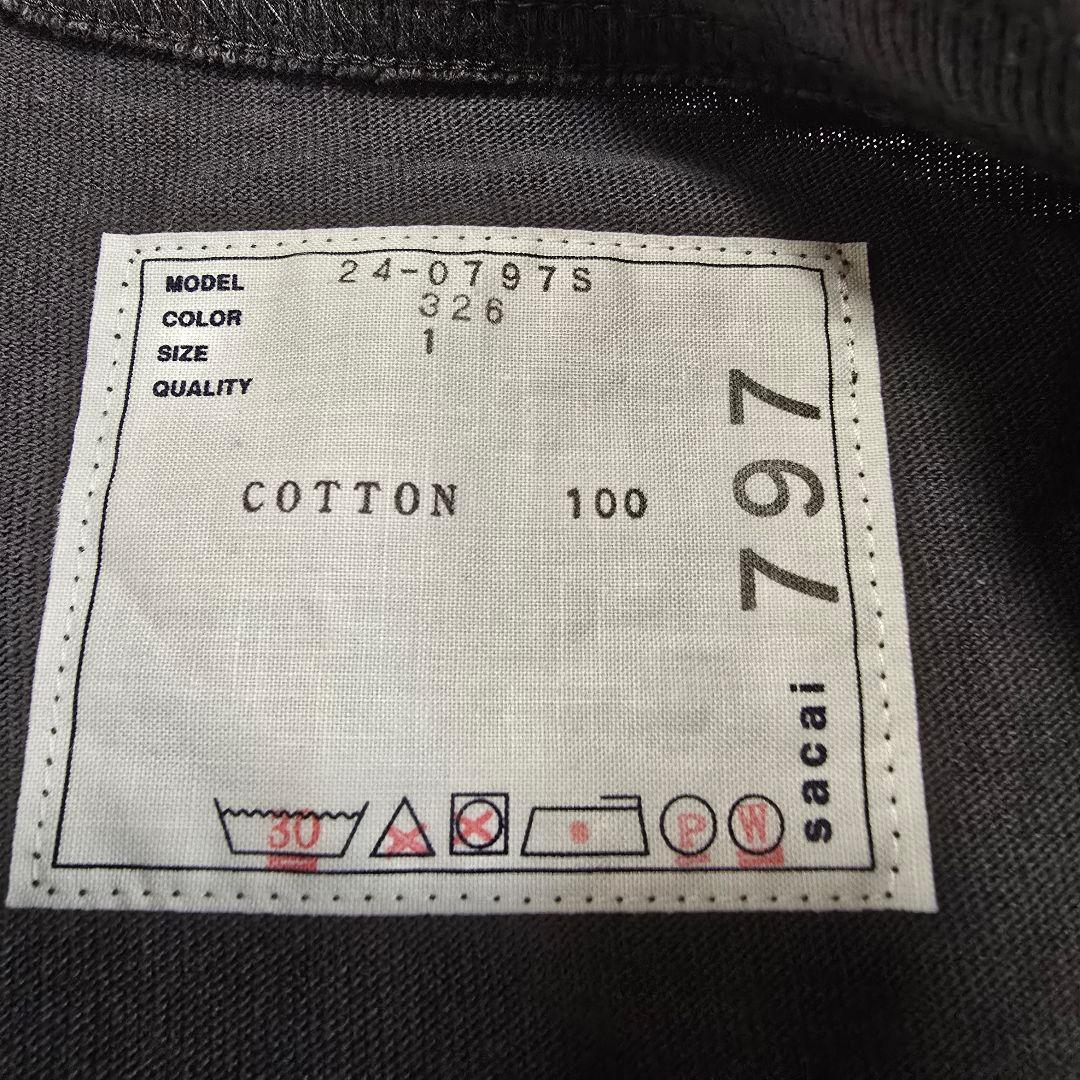 MODEL 24-0797S
COLOR 326
SIZE 1
QUALITY
COTTON 100
797
sacai
30
P
W